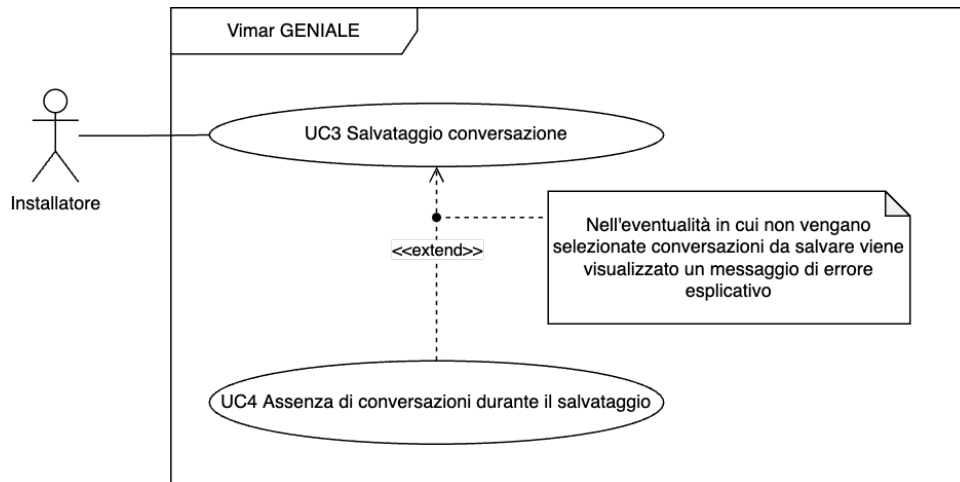 Vimar GENIALE
UC3 Salvataggio conversazione
Installatore
Nell'eventualità in cui non vengano
selezionate conversazioni da salvare viene
visualizzato un messaggio di errore
esplicativo
<<extend>>
UC4 Assenza di conversazioni durante il salvataggio